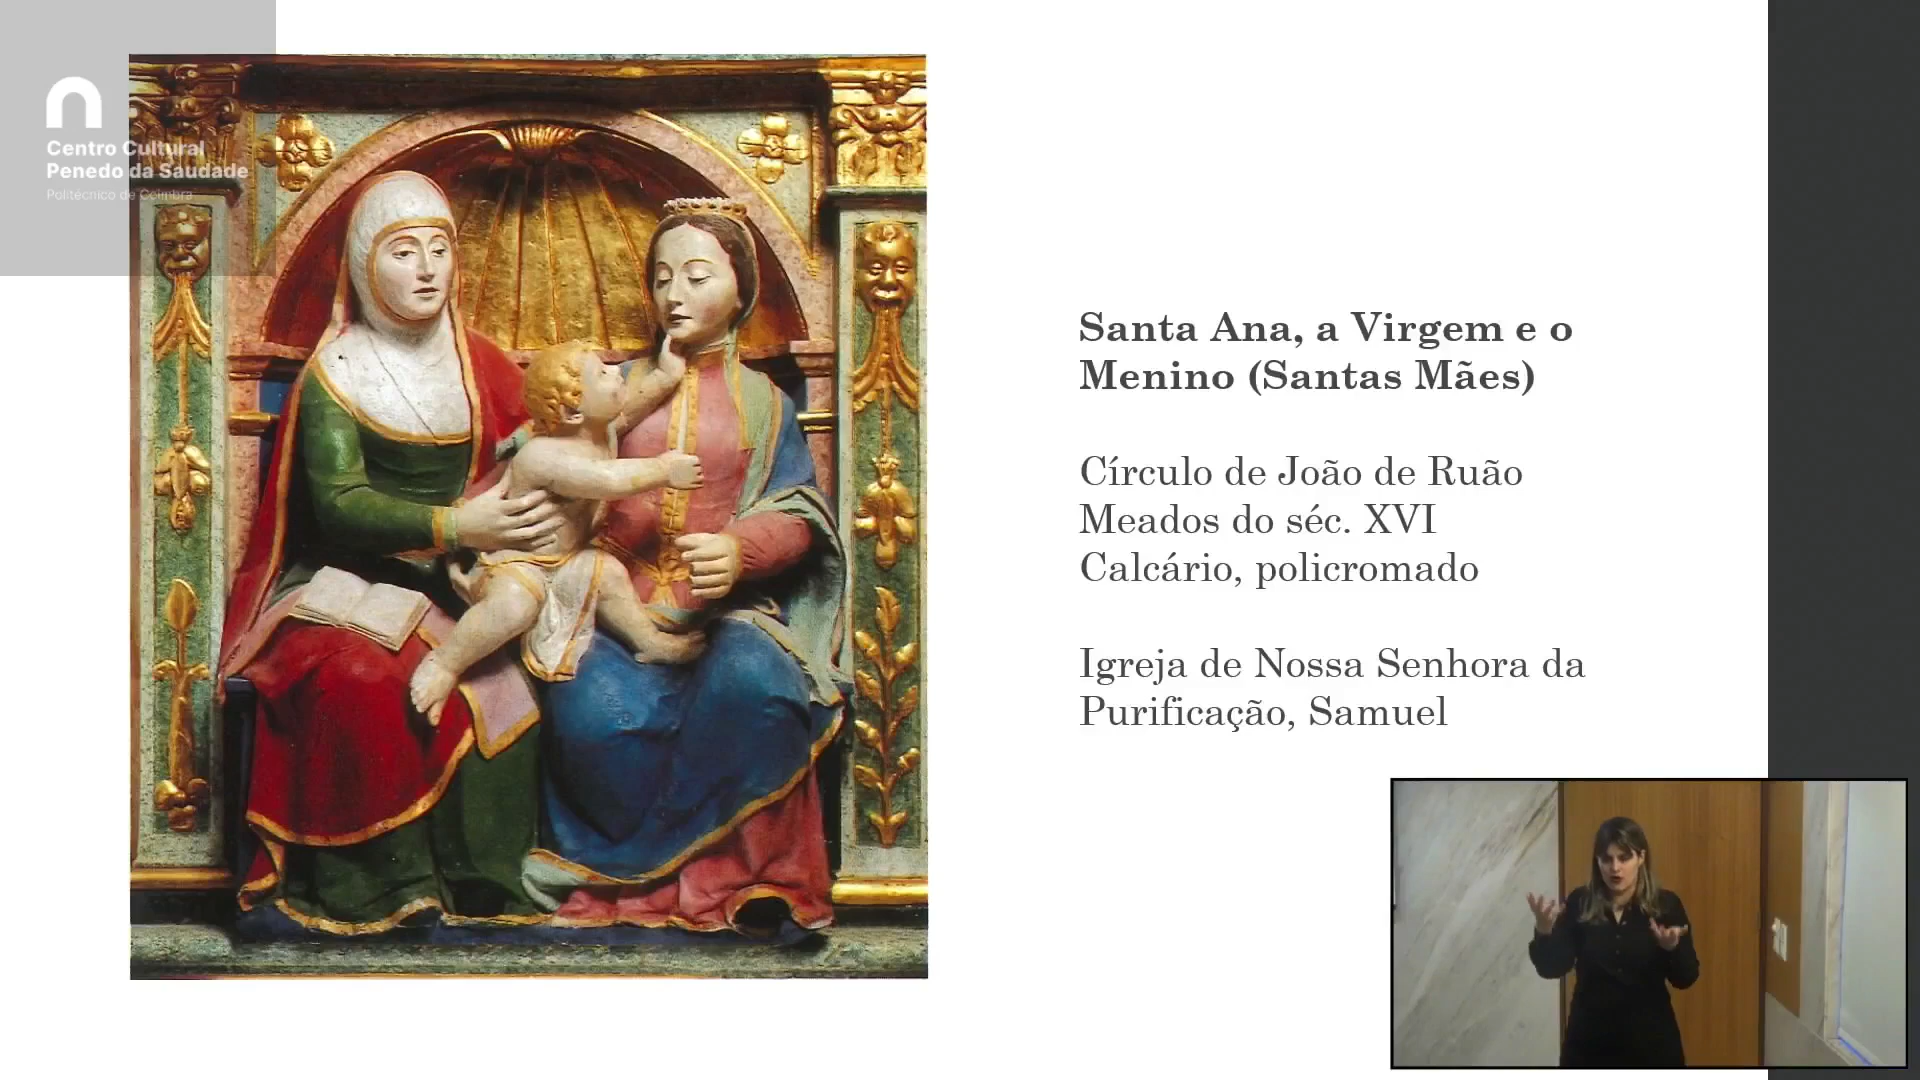 Centro Cultural
Penedo da Saudade
Politécnico de Coimbra
Santa Ana, a Virgem e o
Menino (Santas Mães)
Círculo de João de Ruão
Meados do séc. XVI
Calcário, policromado
Igreja de Nossa Senhora da
Purificação, Samuel